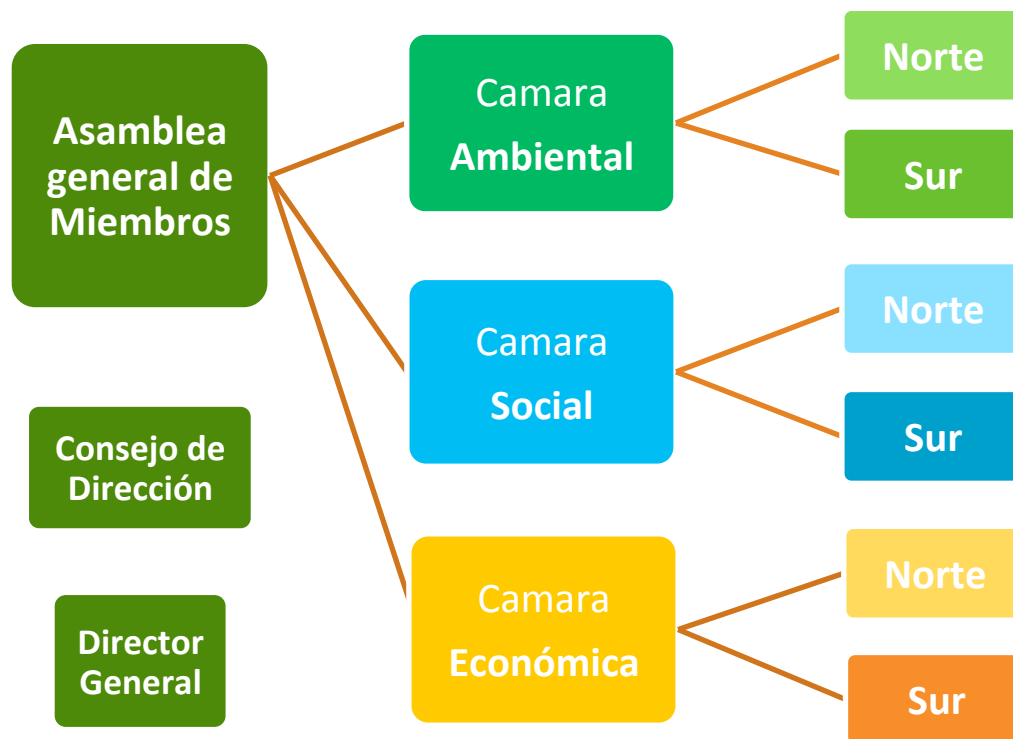 Asamblea
general de
Miembros
Consejo de
Dirección
Director
General
Camara
Ambiental
Norte
Sur
Camara
Social
Norte
Sur
Camara
Económica
Norte
Sur